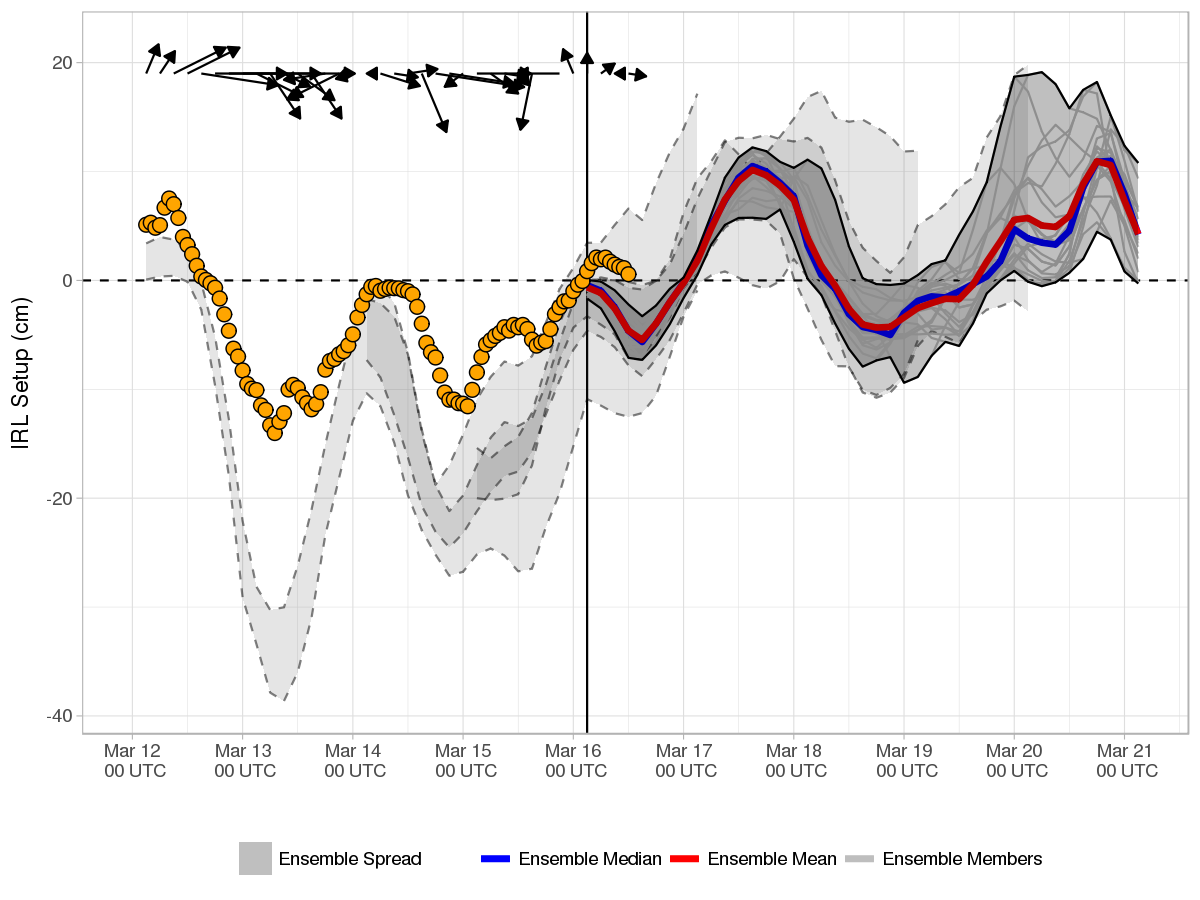 IRL Setup (cm)
20
0
-20
-40
Mar 12 Mar 13 Mar 14 Mar 15 Mar 16 Mar 17 Mar 18 Mar 19 Mar 20 Mar 21
00 UTC 00 UTC 00 UTC 00 UTC 00 UTC 00 UTC 00 UTC 00 UTC 00 UTC 00 UTC
Ensemble Spread Ensemble Median Ensemble Mean Ensemble Members